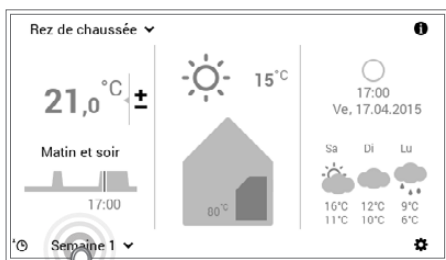 Rez de chaussée
21,0 °C ±
Matin et soir
17:00
Semaine 1
15°C
80°C
17:00
Ve, 17.04.2015
Sa Di Lu
16°C 12°C 9°C
11°C 10°C 6°C